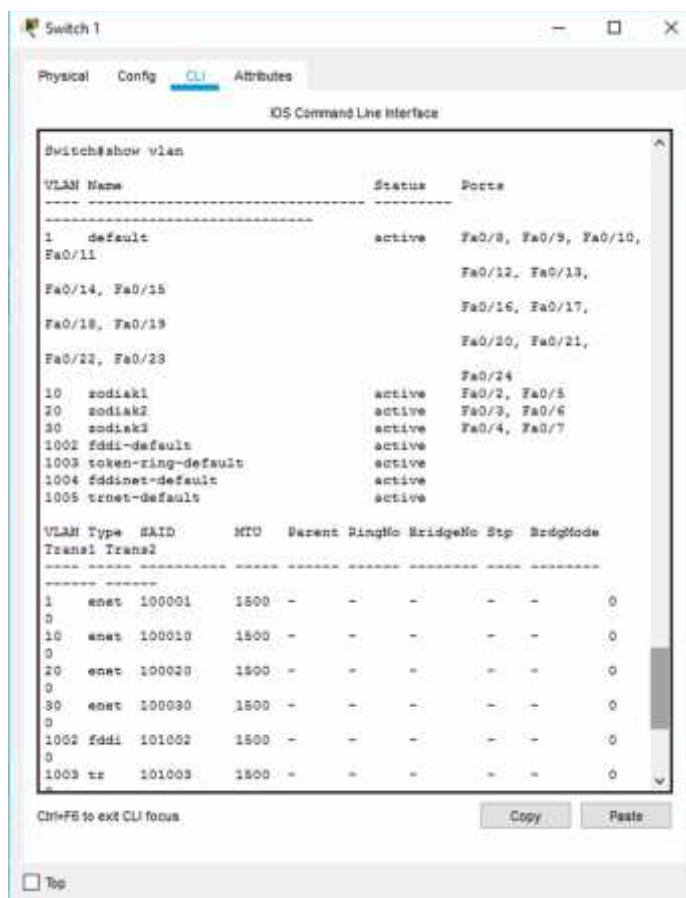 Switch 1
Physical Config CLI Attributes
IOS Command Line Interface
Switch#show vlan
VLAN Name Status Ports
---- -------------------------------- ---------
-------------------------------
1 default active Fa0/8, Fa0/9, Fa0/10,
Fa0/11
Fa0/12, Fa0/13,
Fa0/14, Fa0/15
Fa0/16, Fa0/17,
Fa0/18, Fa0/19
Fa0/20, Fa0/21,
Fa0/22, Fa0/23
Fa0/24
10 zodiak1 active Fa0/2, Fa0/5
20 zodiak2 active Fa0/3, Fa0/6
30 zodiak3 active Fa0/4, Fa0/7
1002 fddi-default active
1003 token-ring-default active
1004 fddinet-default active
1005 trnet-default active
VLAN Type SAID MTU Parent RingNo BridgeNo Stp BrdgMode
Trans1 Trans2
---- ----- ---------- ----- ------ ------ -------- ---- --------
------ ------
1 enet 100001 1500 - - - - - 0
0
10 enet 100010 1500 - - - - - 0
0
20 enet 100020 1500 - - - - - 0
0
30 enet 100030 1500 - - - - - 0
0
1002 fddi 101002 1500 - - - - - 0
0
1003 tr 101003 1500 - - - - - 0
Ctrl+F6 to exit CLI focus
Copy Paste
Top